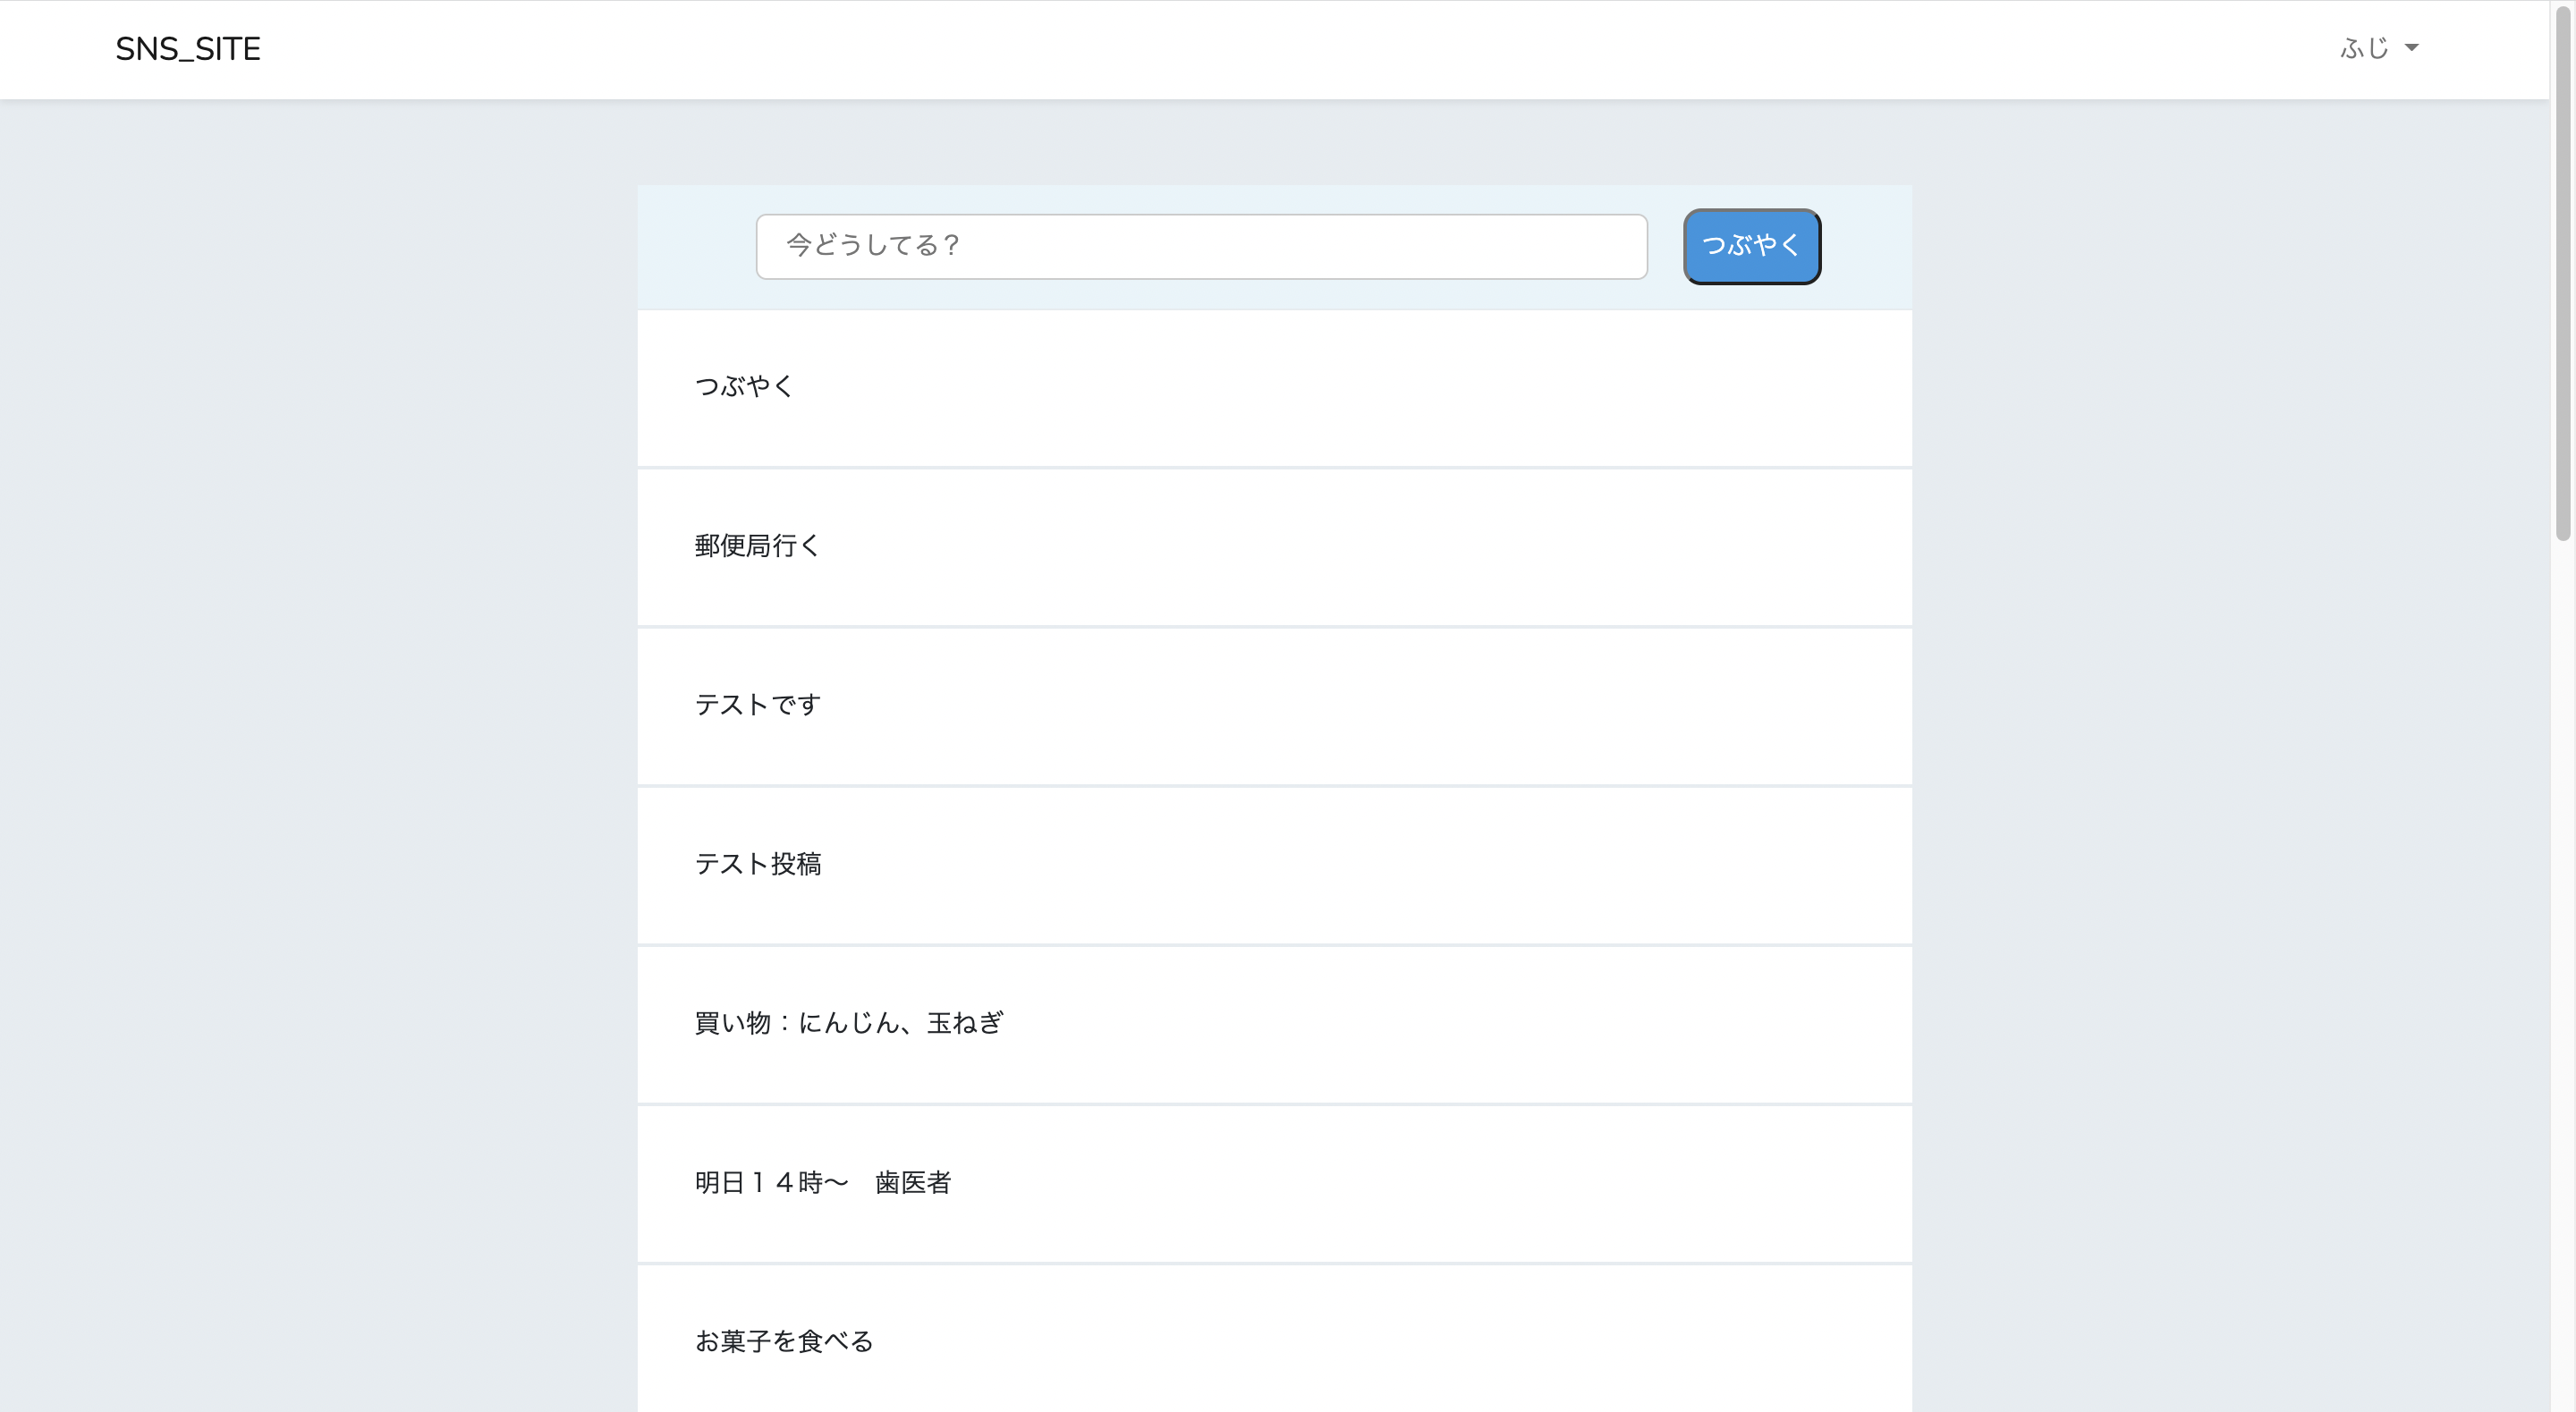 SNS_SITE
ふじ
今どうしてる？
つぶやく
つぶやく
郵便局行く
テストです
テスト投稿
買い物：にんじん、玉ねぎ
明日１４時〜　歯医者
お菓子を食べる